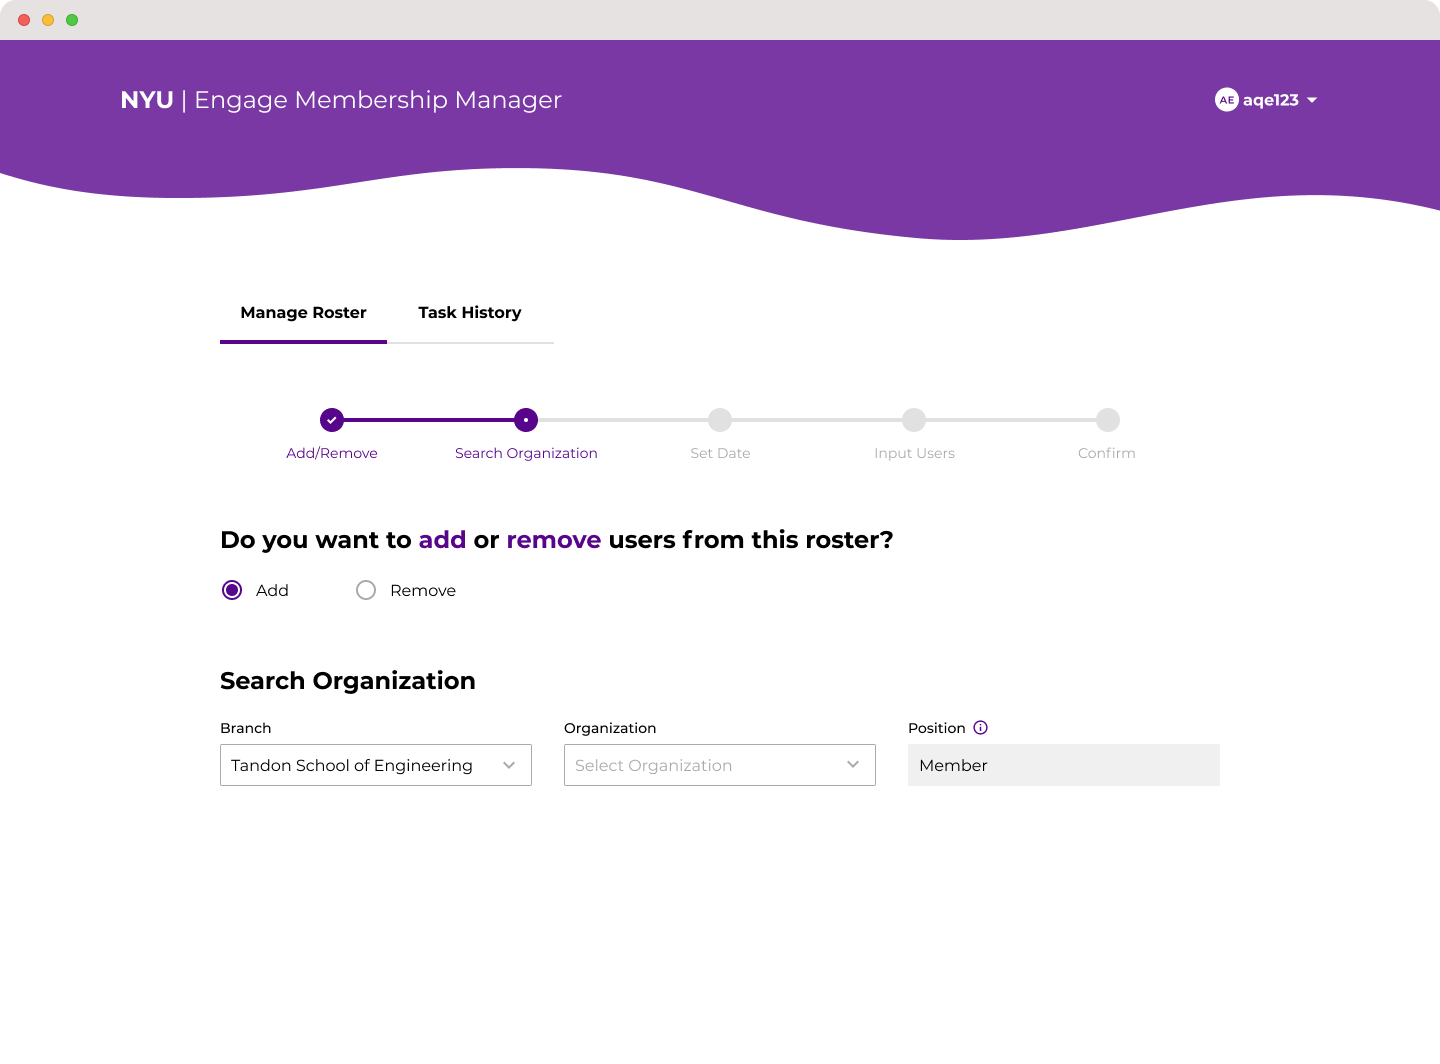 NYU | Engage Membership Manager
AE aqe123
Manage Roster Task History
Add/Remove Search Organization Set Date Input Users Confirm
Do you want to add or remove users from this roster?
Add Remove
Search Organization
Branch Organization Position
Tandon School of Engineering Select Organization Member